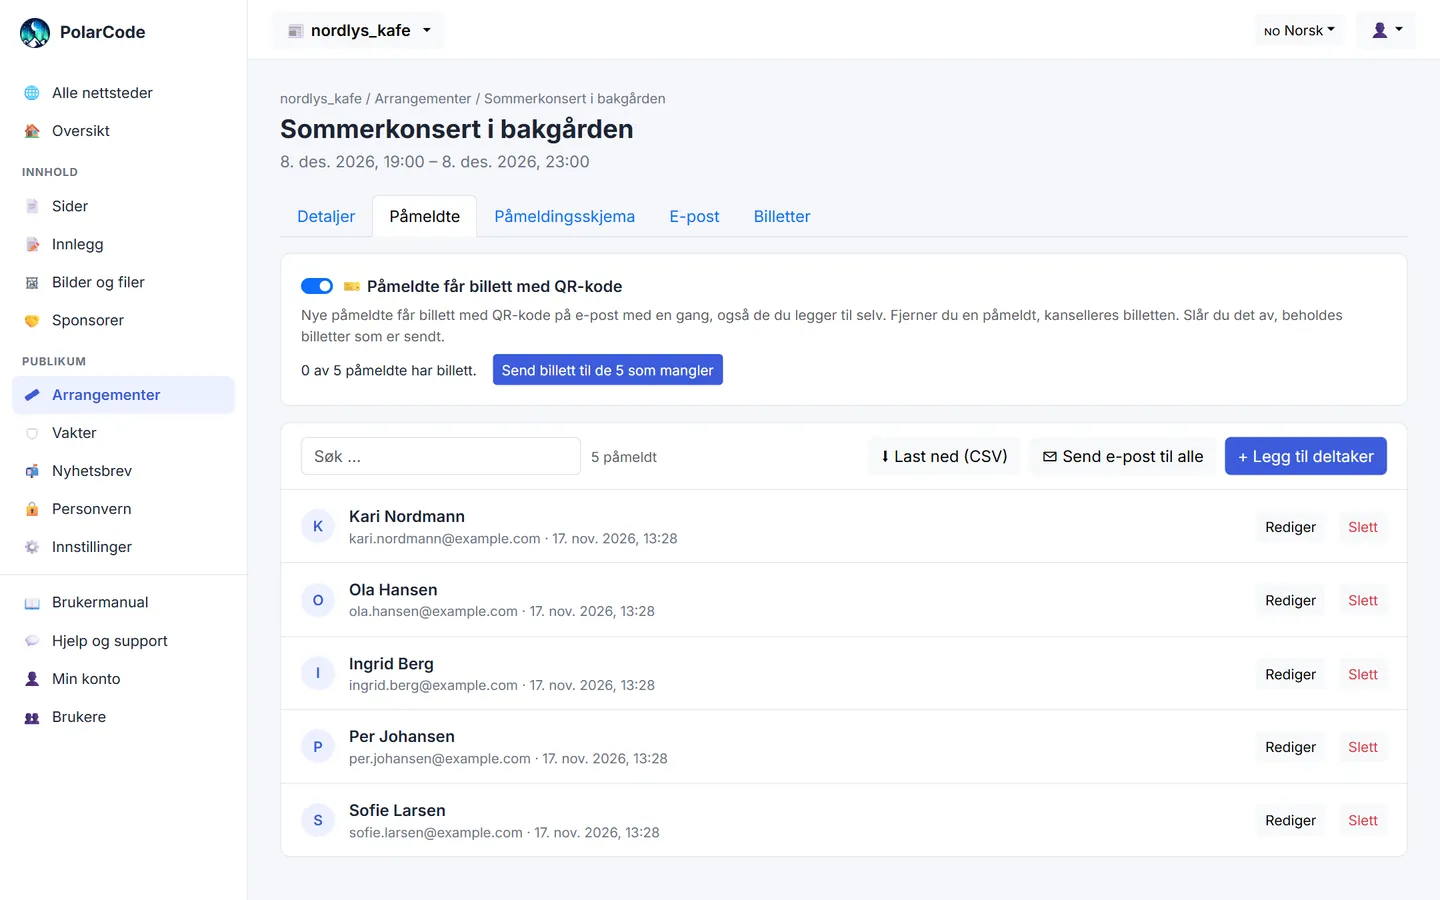 PolarCode
nordlys_kafe
NO Norsk
Alle nettsteder
Oversikt
INNHOLD
Sider
Innlegg
Bilder og filer
Sponsorer
PUBLIKUM
Arrangementer
Vakter
Nyhetsbrev
Personvern
Innstillinger
Brukermanual
Hjelp og support
Min konto
Brukere
nordlys_kafe / Arrangementer / Sommerkonsert i bakgården
Sommerkonsert i bakgården
8. des. 2026, 19:00 – 8. des. 2026, 23:00
Detaljer Påmeldte Påmeldingsskjema E-post Billetter
Påmeldte får billett med QR-kode
Nye påmeldte får billett med QR-kode på e-post med en gang, også de du legger til selv. Fjerner du en påmeldt, kanselleres billetten. Slår du det av, beholdes
billetter som er sendt.
0 av 5 påmeldte har billett. Send billett til de 5 som mangler
Søk ... 5 påmeldt ⬇ Last ned (CSV) ✉ Send e-post til alle + Legg til deltaker
K Kari Nordmann
kari.nordmann@example.com · 17. nov. 2026, 13:28
Rediger Slett
O Ola Hansen
ola.hansen@example.com · 17. nov. 2026, 13:28
Rediger Slett
I Ingrid Berg
ingrid.berg@example.com · 17. nov. 2026, 13:28
Rediger Slett
P Per Johansen
per.johansen@example.com · 17. nov. 2026, 13:28
Rediger Slett
S Sofie Larsen
sofie.larsen@example.com · 17. nov. 2026, 13:28
Rediger Slett